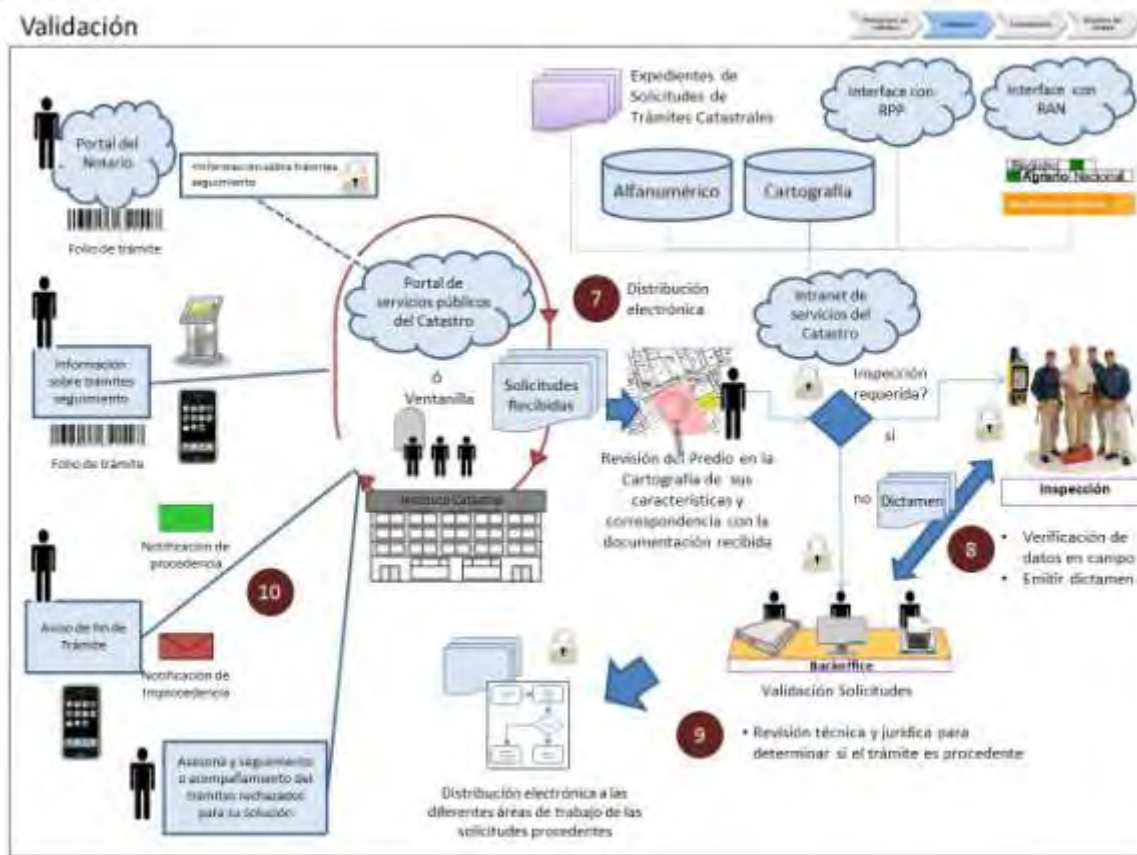 Validación
Expedientes de
Solicitudes de
Trámites Catastrales
Interface con
RPP
Interface con
RAN
Agrario Nacional
Alfanumérico
Cartografía
Portal del
Notario
•Información sobre trámites
seguimiento
Folio de trámite
Portal de
servicios públicos
del Catastro
ó
Ventanilla
7
Distribución
electrónica
Intranet de
servicios del
Catastro
Información
sobre trámites
seguimiento
Folio de trámite
Solicitudes
Recibidas
Inspección
requerida?
si
no
Dictamen
Inspección
Revisión del Predio en la
Cartografía de sus
características y
correspondencia con la
documentación recibida
Instituto Catastral
8
• Verificación de
datos en campo
• Emitir dictamen
Notificación de
procedencia
10
Aviso de fin de
Trámite
Notificación de
Improcedencia
Backoffice
Validación Solicitudes
9
• Revisión técnica y jurídica para
determinar si el trámite es procedente
Asesoría y seguimiento
o acompañamiento del
trámites rechazados
para su solución
Distribución electrónica a las
diferentes áreas de trabajo de las
solicitudes procedentes